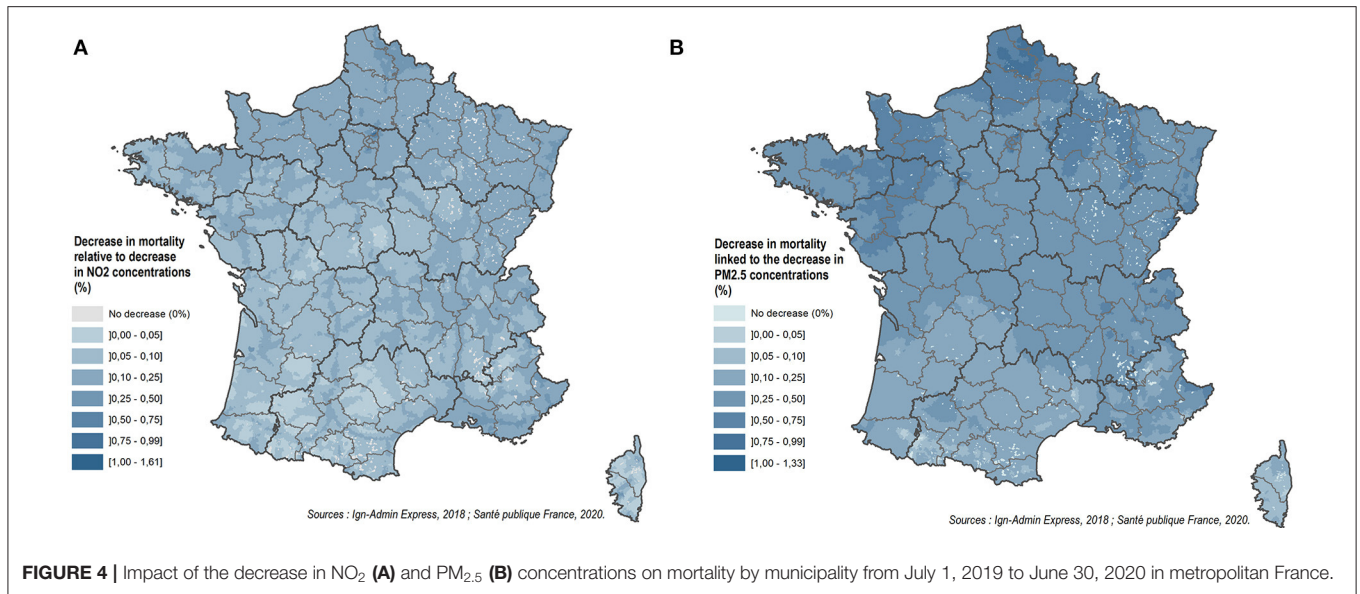 A
Decrease in mortality
relative to decrease
in NO2 concentrations
(%)
No decrease (0%)
]0,00 - 0,05]
]0,05 - 0,10]
]0,10 - 0,25]
]0,25 - 0,50]
]0,50 - 0,75]
]0,75 - 0,99]
[1,00 - 1,61]
Sources : Ign-Admin Express, 2018 ; Santé publique France, 2020.
B
Decrease in mortality
linked to the decrease in
PM2.5 concentrations
(%)
No decrease (0%)
]0,00 - 0,05]
]0,05 - 0,10]
]0,10 - 0,25]
]0,25 - 0,50]
]0,50 - 0,75]
]0,75 - 0,99]
[1,00 - 1,33]
Sources : Ign-Admin Express, 2018 ; Santé publique France, 2020.
FIGURE 4 | Impact of the decrease in NO₂ (A) and PM₂.₅ (B) concentrations on mortality by municipality from July 1, 2019 to June 30, 2020 in metropolitan France.